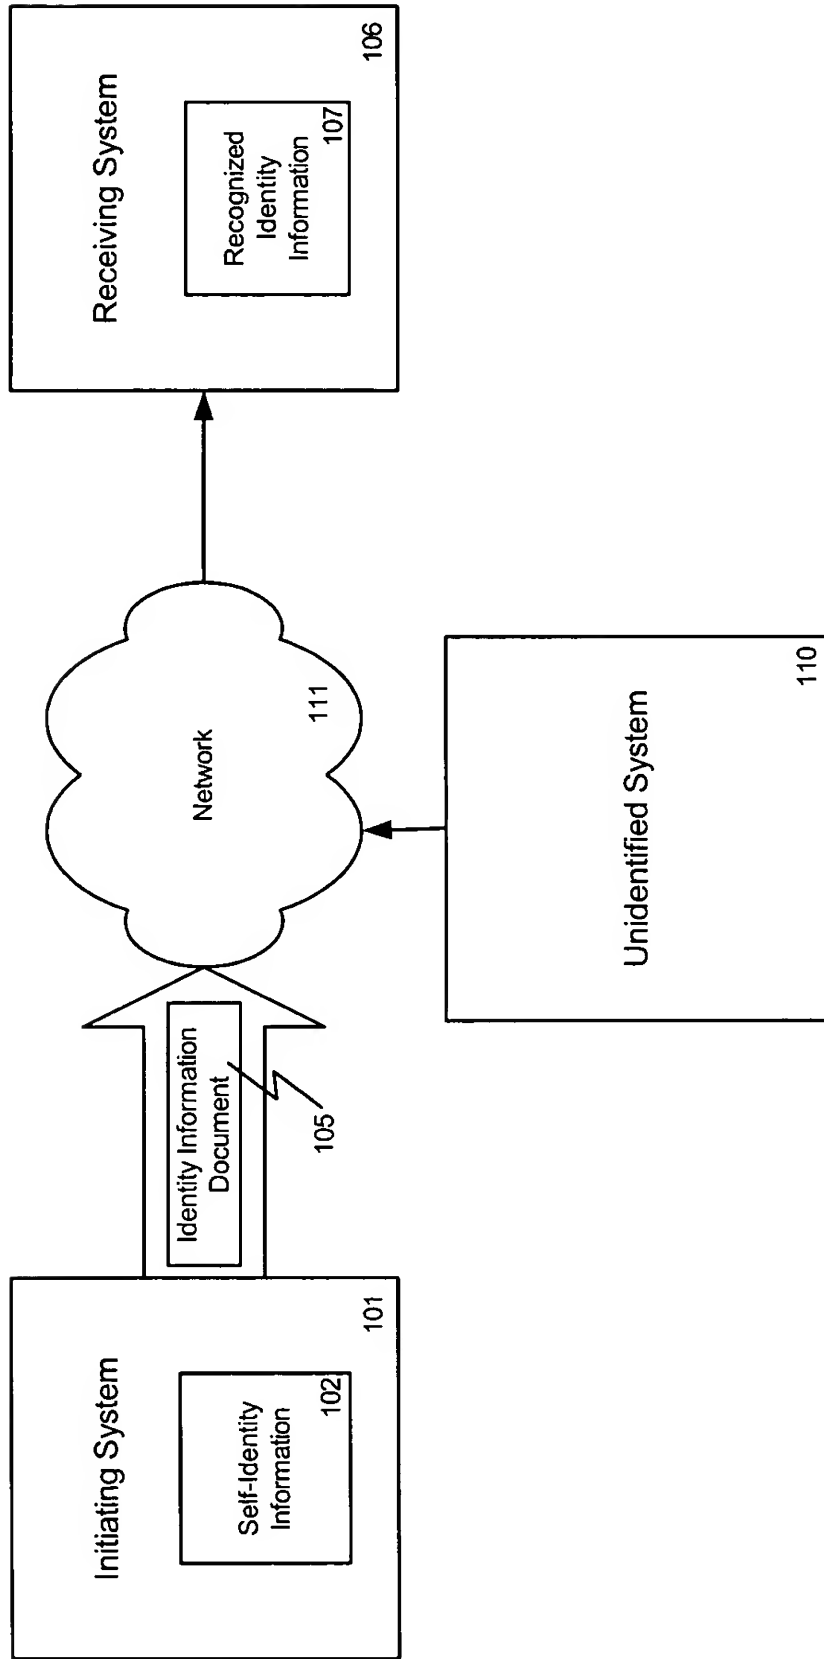 Initiating System
101
Self-Identity
Information
102
Identity Information
Document
105
Network
111
Unidentified System
110
Receiving System
106
Recognized
Identity
Information
107